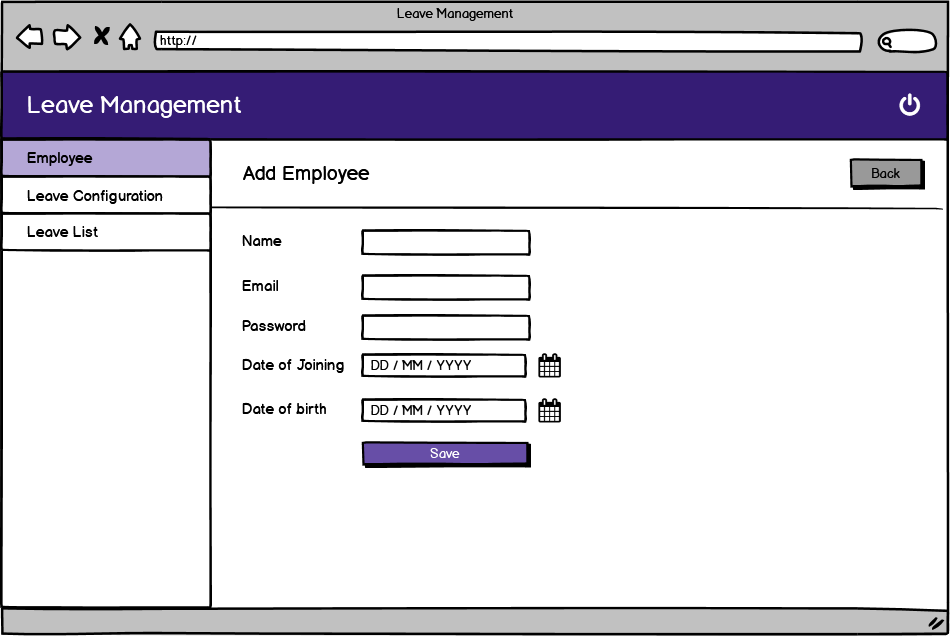 Leave Management
http://
Leave Management
Employee
Leave Configuration
Leave List
Add Employee
Back
Name
Email
Password
Date of Joining
DD / MM / YYYY
Date of birth
DD / MM / YYYY
Save